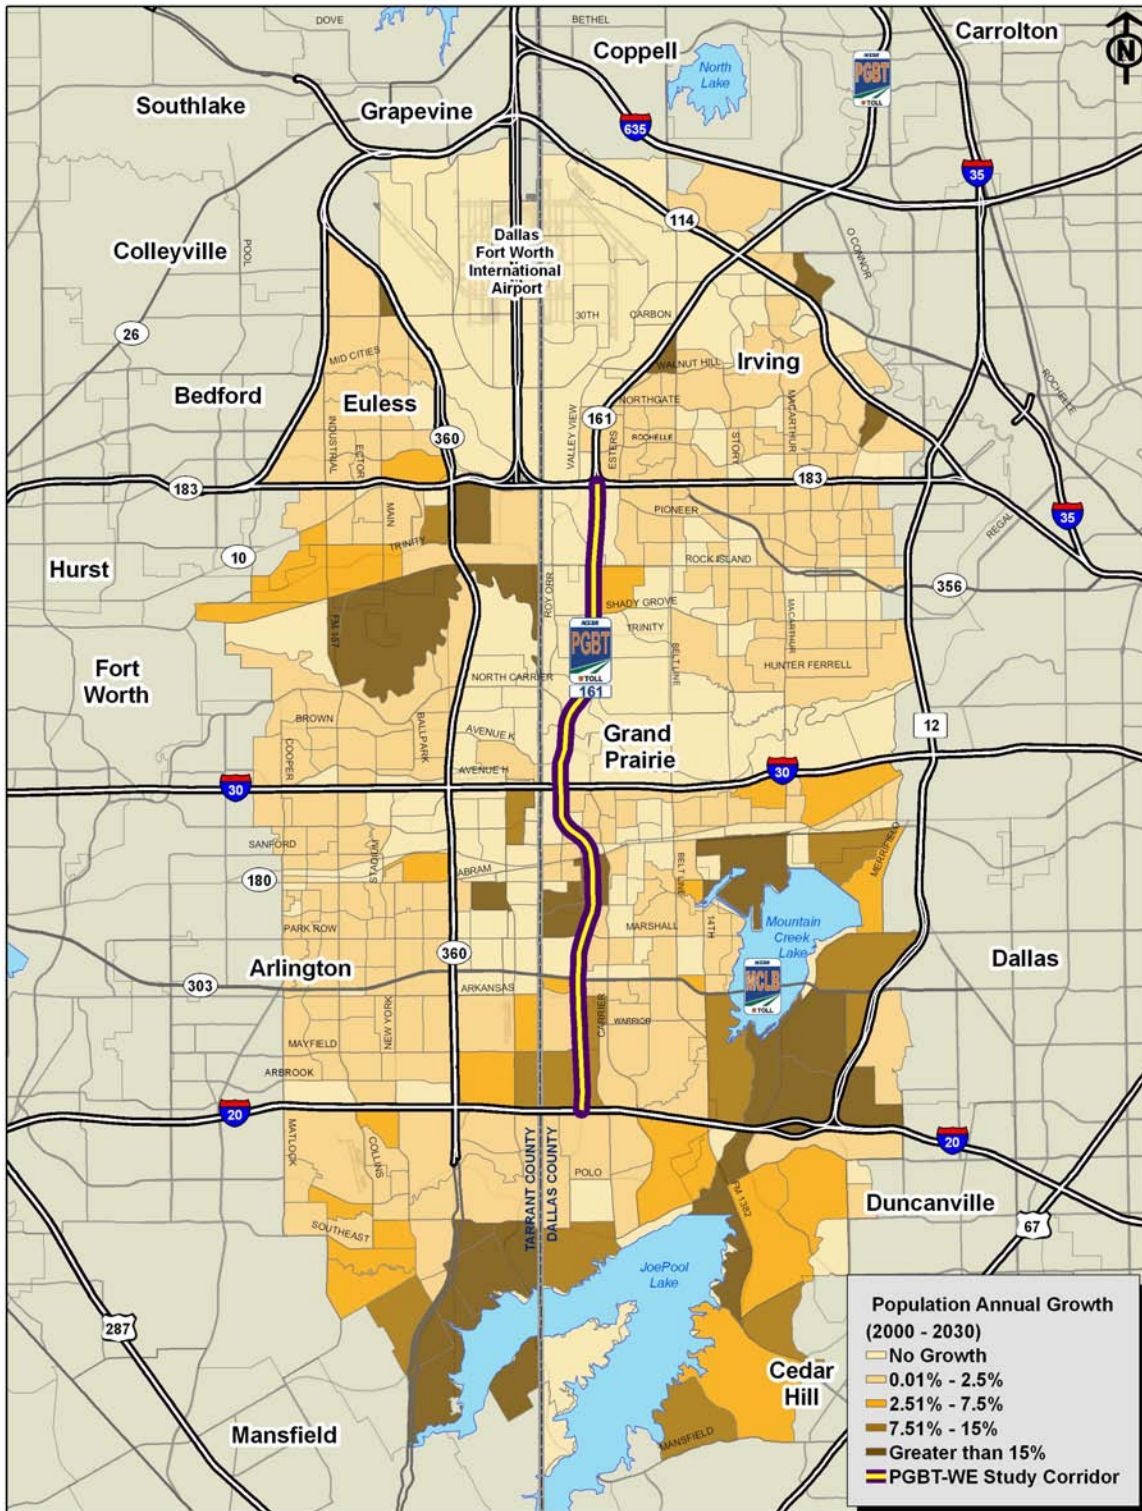 DOVE
BETHEL
Carrolton
N
Coppell
North
Lake
NTTA
PGBT
TOLL
Southlake
Grapevine
635
35
114
Dallas
Fort Worth
International
Airport
O CONNOR
Colleyville
POOL
26
30TH
CARBON
MID CITIES
WALNUT HILL
Irving
ROCHELLE
Bedford
Euless
NORTHGATE
MACARTHUR
161
VALLEY VIEW
ESTERS
ROCHELLE
STORY
INDUSTRIAL
ECTOR
360
183
183
MAIN
PIONEER
35
REGAL
TRINITY
10
ROCK ISLAND
Hurst
356
ROY ORR
SHADY GROVE
MACARTHUR
FM 157
TRINITY
PGBT
TOLL
161
BELT LINE
HUNTER FERRELL
Fort
Worth
NORTH CARRIER
BROWN
BALLPARK
AVENUE K
Grand
Prairie
12
COOPER
AVENUE H
30
30
SANFORD
STADIUM
MERRIFIELD
180
ABRAM
BELT LINE
PARK ROW
MARSHALL
14TH
Mountain
Creek
Lake
360
Arlington
Dallas
303
MCLB
TOLL
ARKANSAS
NEW YORK
CARRIER
WARRIOR
MAYFIELD
ARBROOK
20
20
MATLOCK
COLLINS
TARRANT COUNTY
DALLAS COUNTY
POLO
FM 1382
Duncanville
67
SOUTHEAST
JoePool
Lake
287
Cedar
Hill
Mansfield
MANSFIELD
Population Annual Growth
(2000 - 2030)
No Growth
0.01% - 2.5%
2.51% - 7.5%
7.51% - 15%
Greater than 15%
PGBT-WE Study Corridor